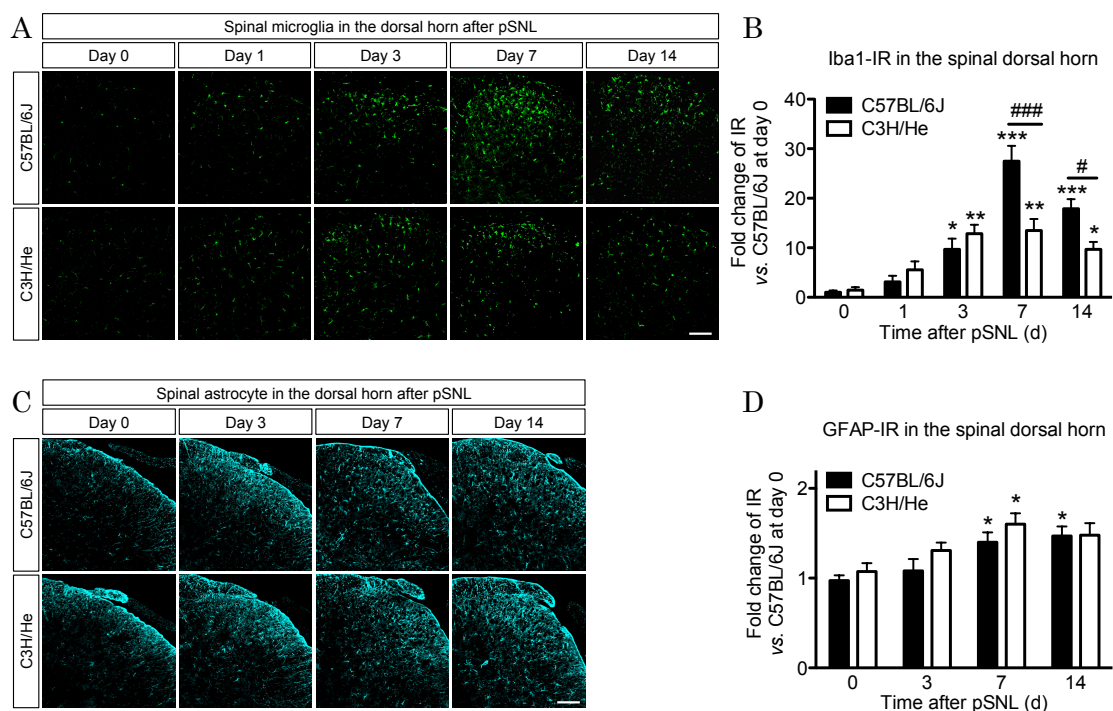 A
Spinal microglia in the dorsal horn after pSNL
Day 0 Day 1 Day 3 Day 7 Day 14
C57BL/6J
C3H/He
B
Iba1-IR in the spinal dorsal horn
Fold change of IR
vs. C57BL/6J at day 0
40
30
20
10
0
C57BL/6J
C3H/He
###
***
#
***
* ** ** *
0 1 3 7 14
Time after pSNL (d)
C
Spinal astrocyte in the dorsal horn after pSNL
Day 0 Day 3 Day 7 Day 14
C57BL/6J
C3H/He
D
GFAP-IR in the spinal dorsal horn
Fold change of IR
vs. C57BL/6J at day 0
2
1
0
C57BL/6J
C3H/He
* * *
0 3 7 14
Time after pSNL (d)